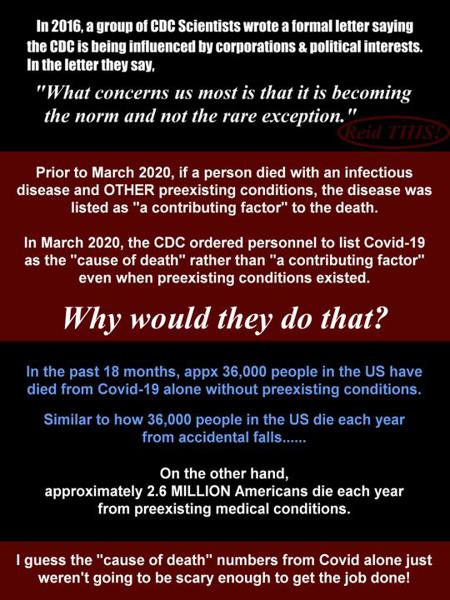 In 2016, a group of CDC Scientists wrote a formal letter saying
the CDC is being influenced by corporations & political interests.
In the letter they say,
"What concerns us most is that it is becoming
the norm and not the rare exception."
Reid THIS!
Prior to March 2020, if a person died with an infectious
disease and OTHER preexisting conditions, the disease was
listed as "a contributing factor" to the death.
In March 2020, the CDC ordered personnel to list Covid-19
as the "cause of death" rather than "a contributing factor"
even when preexisting conditions existed.
Why would they do that?
In the past 18 months, appx 36,000 people in the US have
died from Covid-19 alone without preexisting conditions.
Similar to how 36,000 people in the US die each year
from accidental falls......
On the other hand,
approximately 2.6 MILLION Americans die each year
from preexisting medical conditions.
I guess the "cause of death" numbers from Covid alone just
weren't going to be scary enough to get the job done!